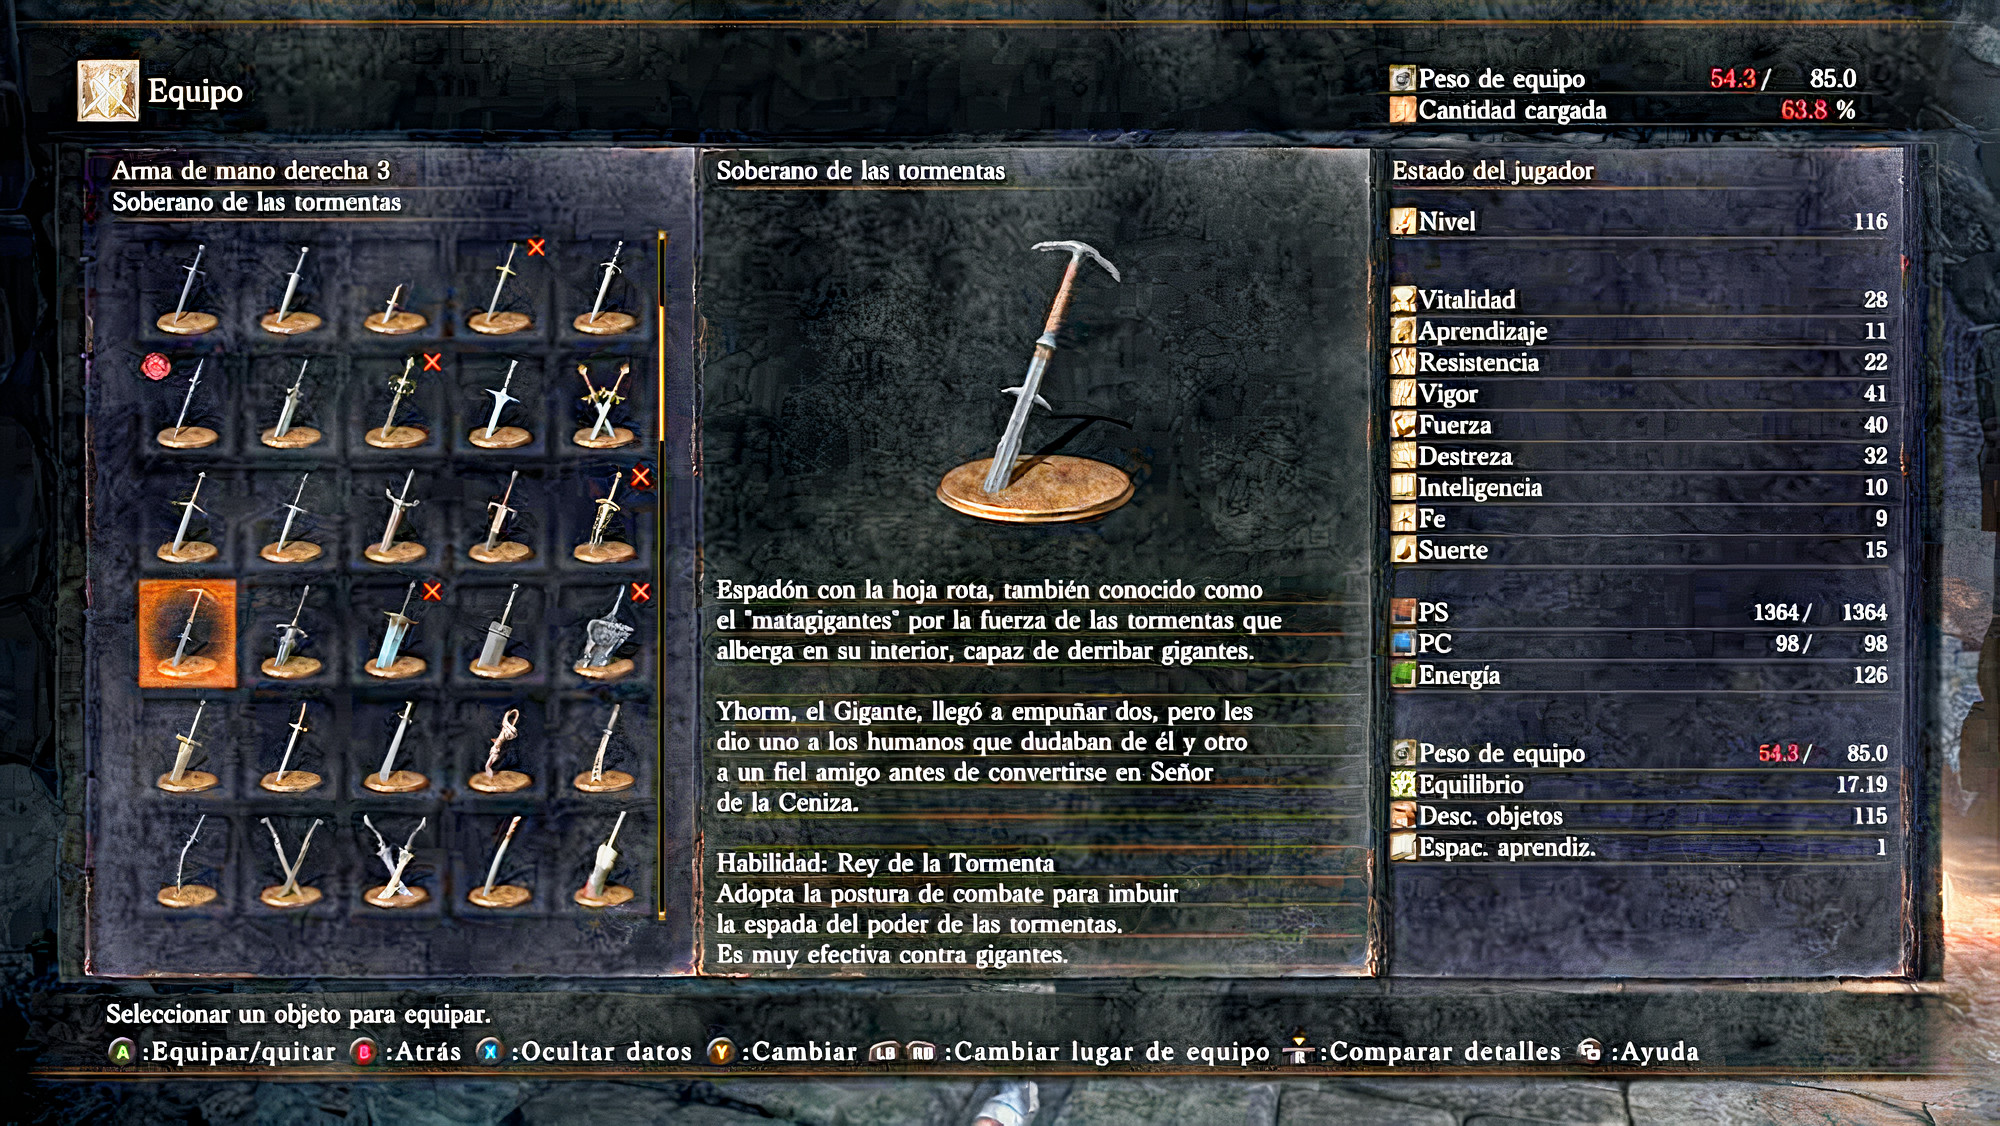 Equipo
Peso de equipo 54.3/ 85.0
Cantidad cargada 63.8 %
Arma de mano derecha 3
Soberano de las tormentas
Soberano de las tormentas
Espadón con la hoja rota, también conocido como
el "matagigantes" por la fuerza de las tormentas que
alberga en su interior, capaz de derribar gigantes.
Yhorm, el Gigante, llegó a empuñar dos, pero les
dio uno a los humanos que dudaban de él y otro
a un fiel amigo antes de convertirse en Señor
de la Ceniza.
Habilidad: Rey de la Tormenta
Adopta la postura de combate para imbuir
la espada del poder de las tormentas.
Es muy efectiva contra gigantes.
Estado del jugador
Nivel 116
Vitalidad 28
Aprendizaje 11
Resistencia 22
Vigor 41
Fuerza 40
Destreza 32
Inteligencia 10
Fe 9
Suerte 15
PS 1364/ 1364
PC 98/ 98
Energía 126
Peso de equipo 54.3/ 85.0
Equilibrio 17.19
Desc. objetos 115
Espac. aprendiz. 1
Seleccionar un objeto para equipar.
A :Equipar/quitar B :Atrás X :Ocultar datos Y :Cambiar LB RB :Cambiar lugar de equipo R :Comparar detalles :Ayuda